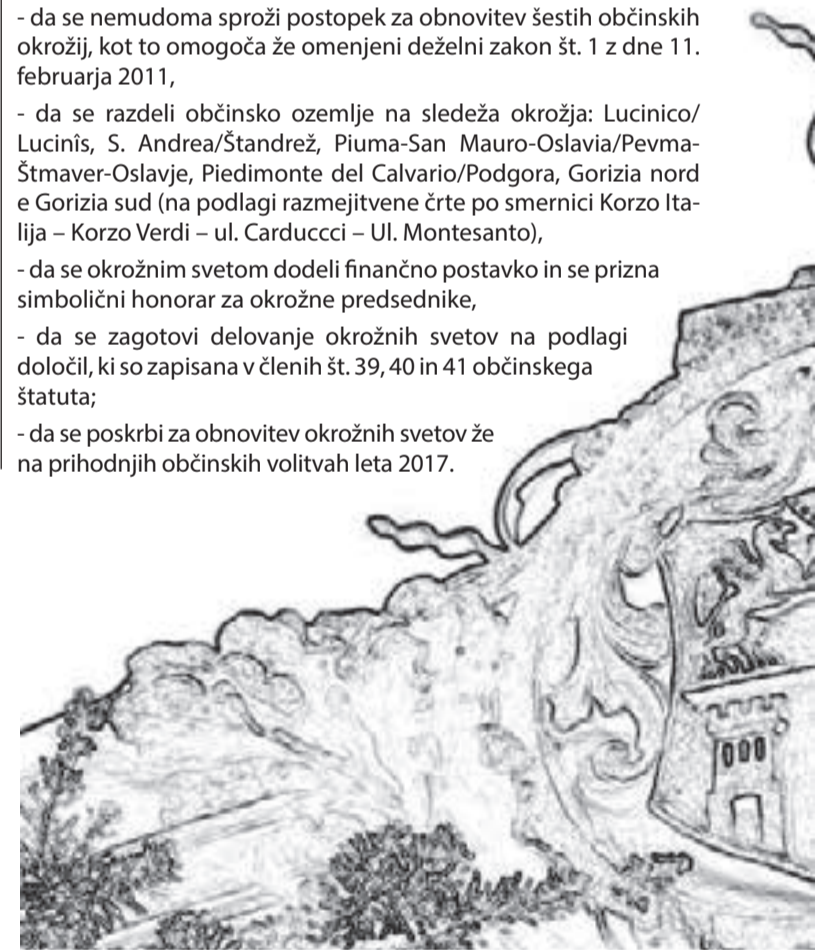 - da se nemudoma sproži postopek za obnovitev šestih občinskih
okrožij, kot to omogoča že omenjeni deželni zakon št. 1 z dne 11.
februarja 2011,
- da se razdeli občinsko ozemlje na sledeža okrožja: Lucinico/
Lucinîs, S. Andrea/Štandrež, Piuma-San Mauro-Oslavia/Pevma-
Štmaver-Oslavje, Piedimonte del Calvario/Podgora, Gorizia nord
e Gorizia sud (na podlagi razmejitvene črte po smernici Korzo Ita-
lija – Korzo Verdi – ul. Carduccci – Ul. Montesanto),
- da se okrožnim svetom dodeli finančno postavko in se prizna
simbolični honorar za okrožne predsednike,
- da se zagotovi delovanje okrožnih svetov na podlagi
določil, ki so zapisana v členih št. 39, 40 in 41 občinskega
štatuta;
- da se poskrbi za obnovitev okrožnih svetov že
na prihodnjih občinskih volitvah leta 2017.